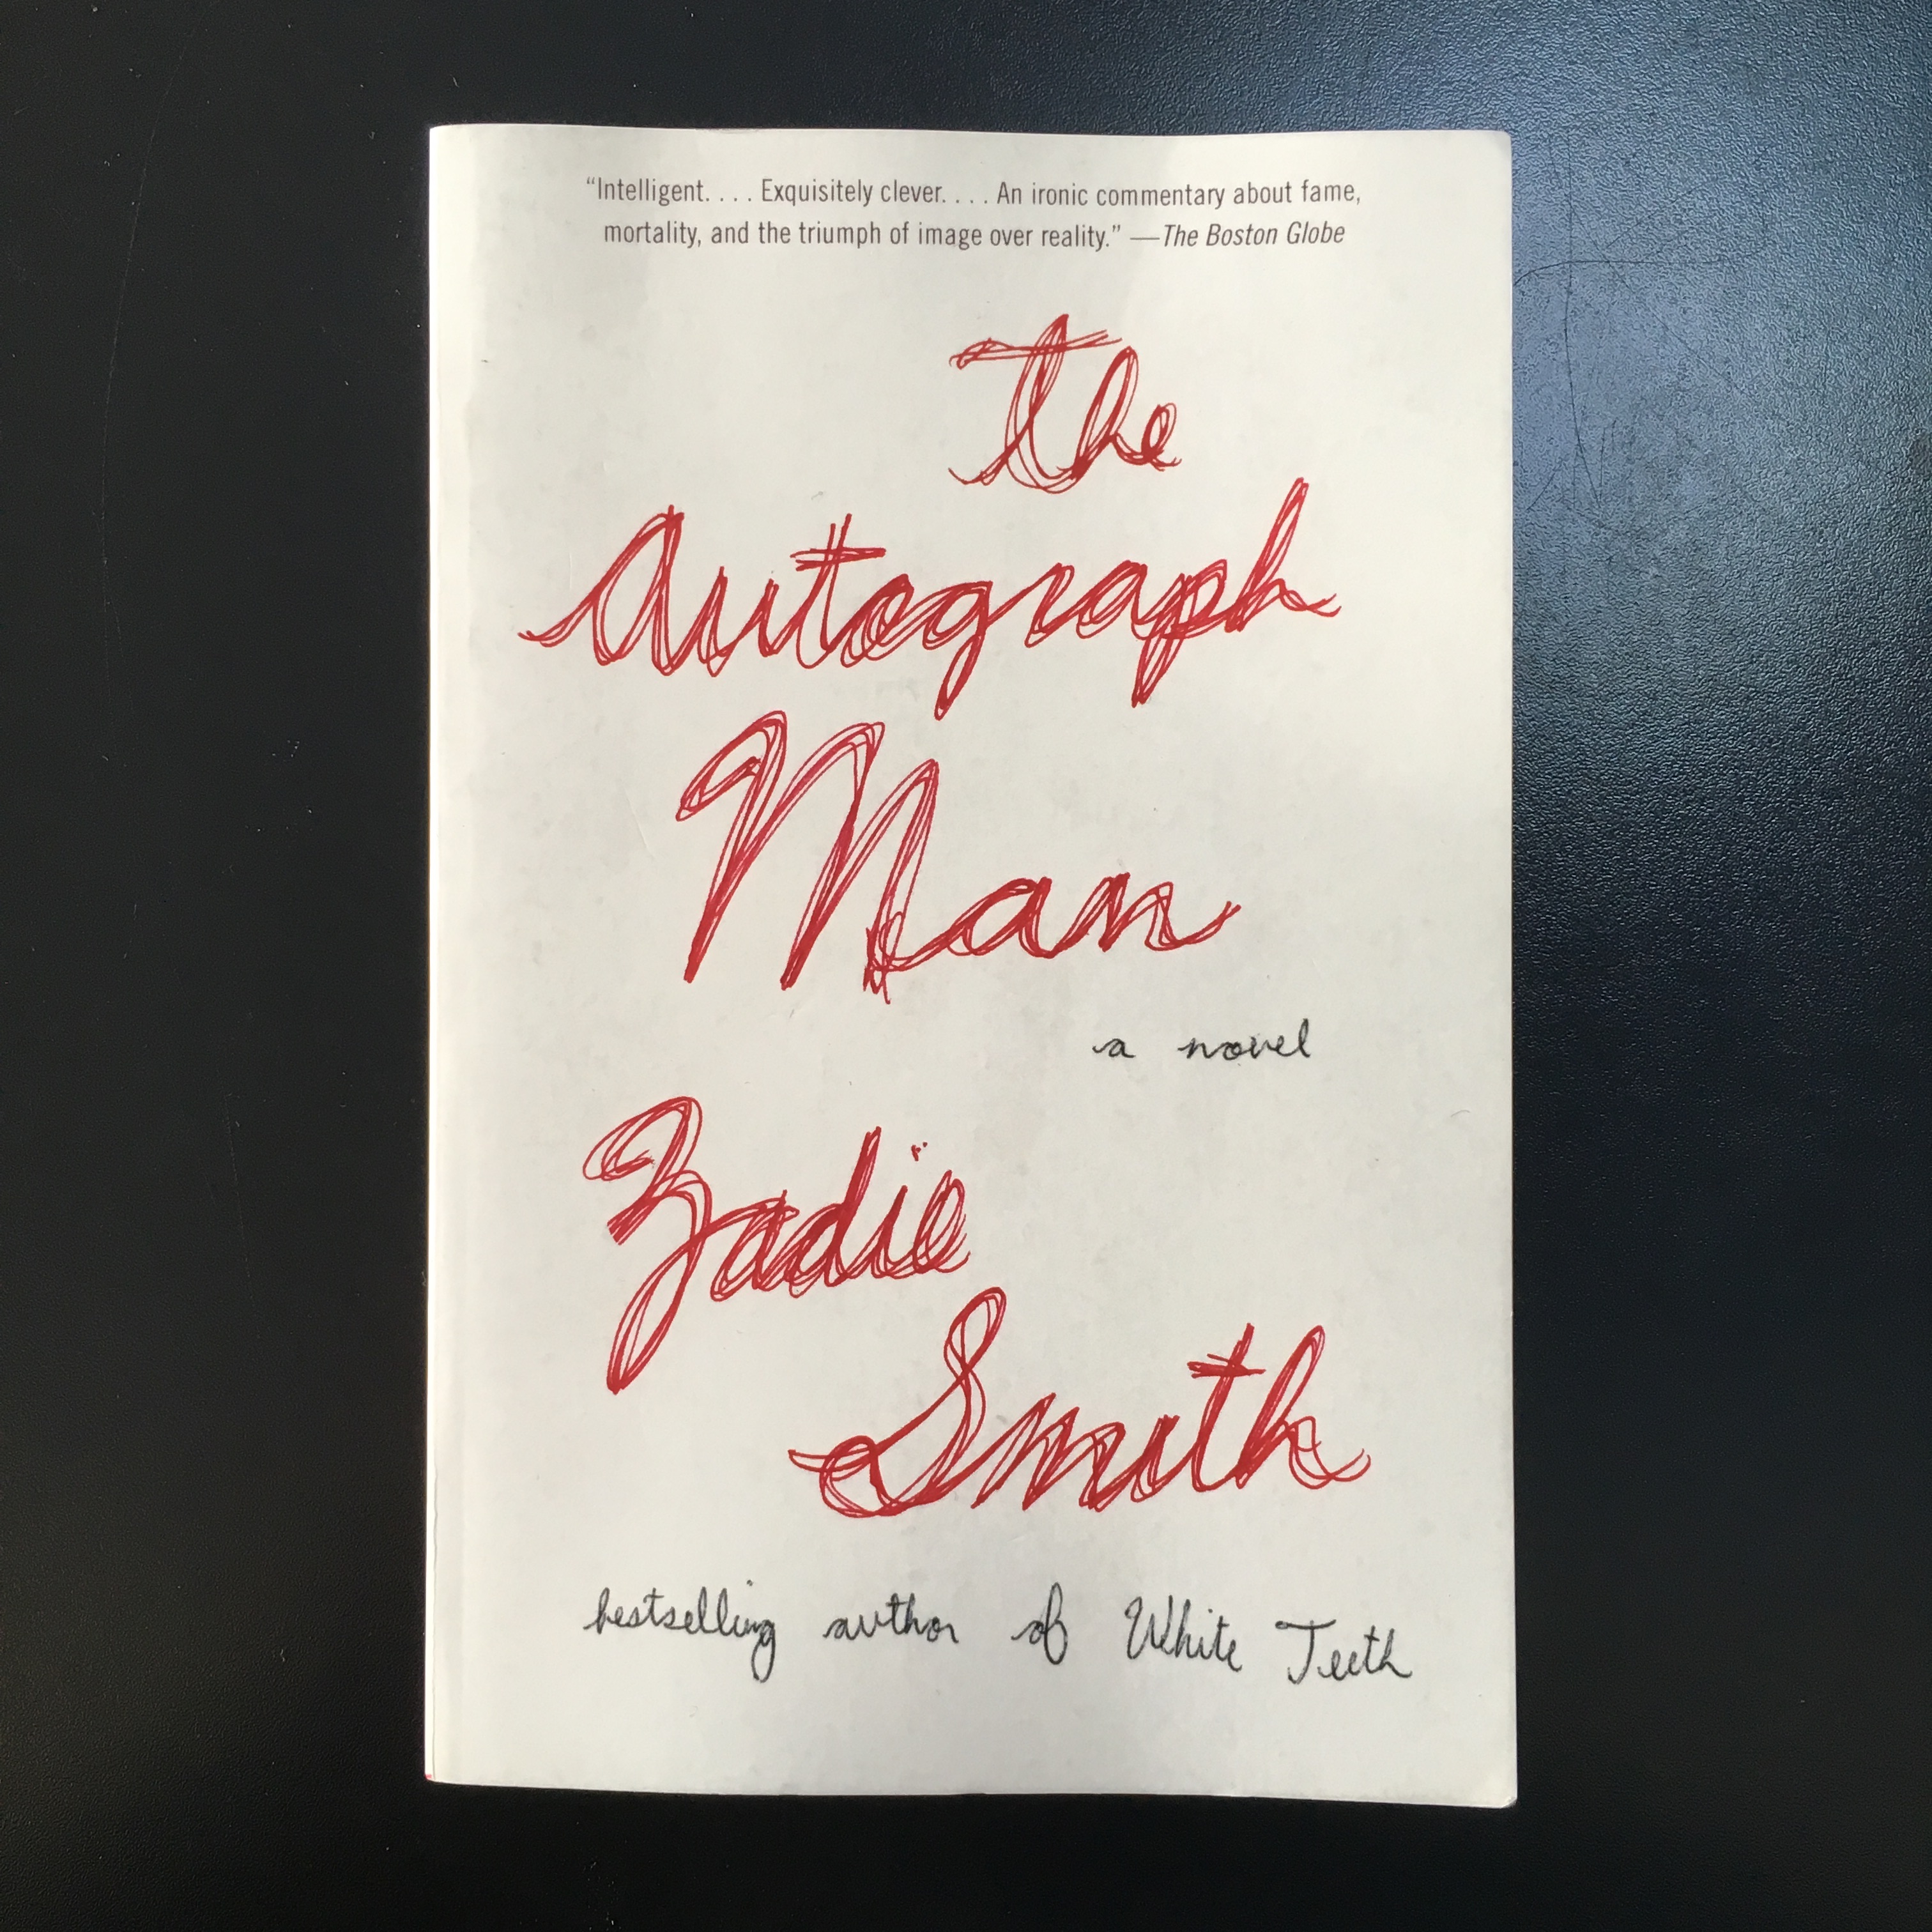 “Intelligent. . . . Exquisitely clever. . . . An ironic commentary about fame,
mortality, and the triumph of image over reality.” —The Boston Globe
the
Autograph
Man
a novel
Zadie
Smith
bestselling author of White Teeth